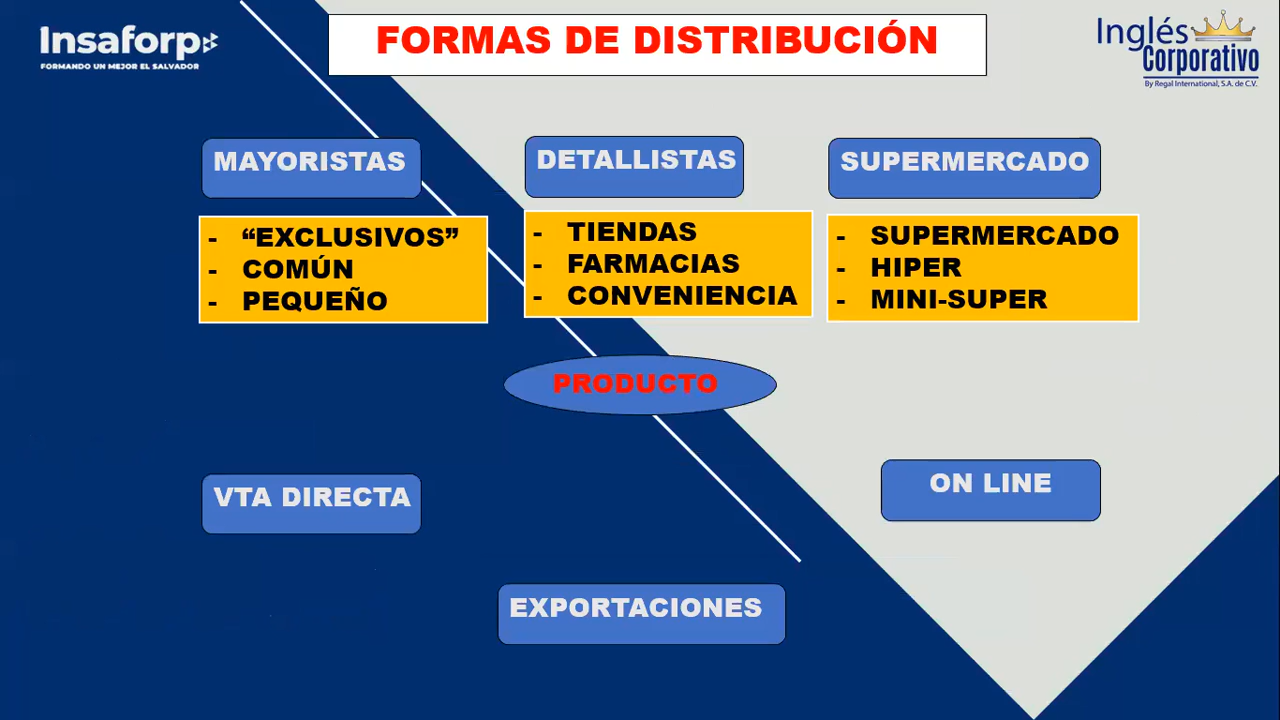 Insaforp
FORMANDO UN MEJOR EL SALVADOR
FORMAS DE DISTRIBUCIÓN
Inglés
Corporativo
By Regal International, S.A. de C.V.
MAYORISTAS
- “EXCLUSIVOS”
- COMÚN
- PEQUEÑO
DETALLISTAS
- TIENDAS
- FARMACIAS
- CONVENIENCIA
SUPERMERCADO
- SUPERMERCADO
- HIPER
- MINI-SUPER
PRODUCTO
VTA DIRECTA
ON LINE
EXPORTACIONES